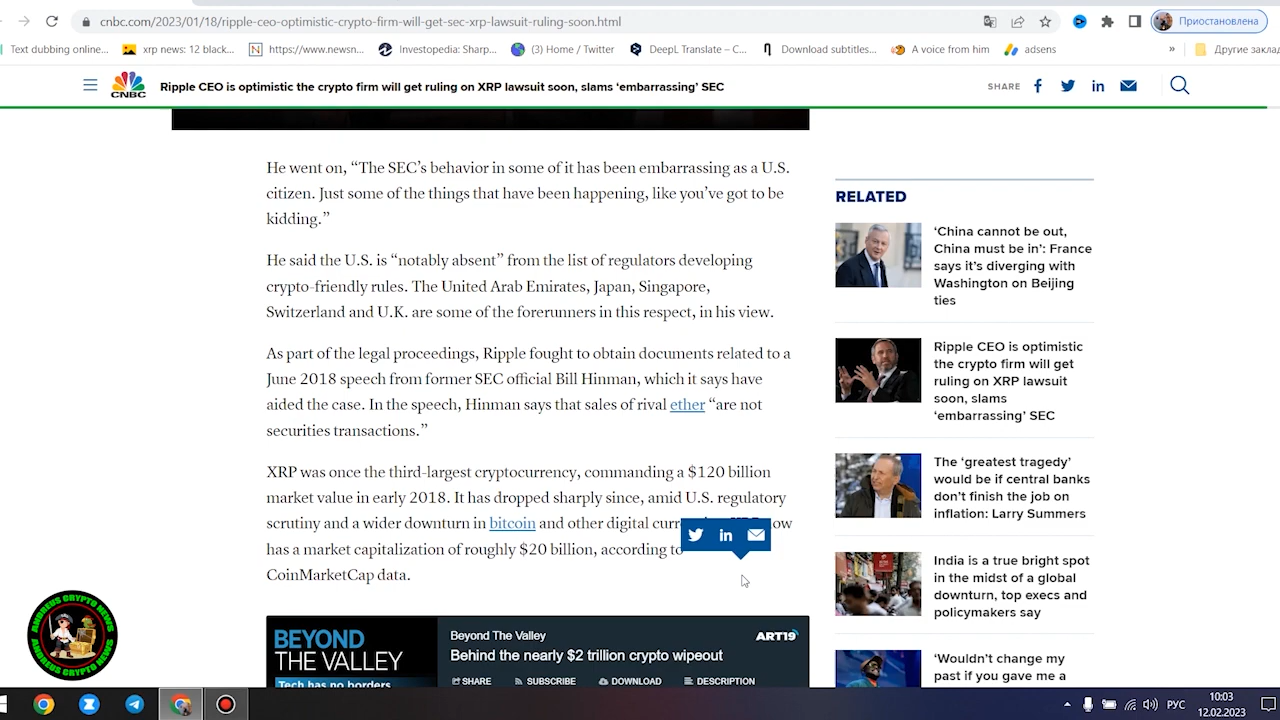 cnbc.com/2023/01/18/ripple-ceo-optimistic-crypto-firm-will-get-sec-xrp-lawsuit-ruling-soon.html
Приостановлена
Text dubbing online...
xrp news: 12 black...
https://www.newsn...
Investopedia: Sharp...
(3) Home / Twitter
DeepL Translate – C...
Download subtitles...
A voice from him
adsens
»
Другие заклад
CNBC
Ripple CEO is optimistic the crypto firm will get ruling on XRP lawsuit soon, slams ‘embarrassing’ SEC
SHARE
He went on, “The SEC’s behavior in some of it has been embarrassing as a U.S.
citizen. Just some of the things that have been happening, like you’ve got to be
kidding.”
He said the U.S. is “notably absent” from the list of regulators developing
crypto-friendly rules. The United Arab Emirates, Japan, Singapore,
Switzerland and U.K. are some of the forerunners in this respect, in his view.
As part of the legal proceedings, Ripple fought to obtain documents related to a
June 2018 speech from former SEC official Bill Hinman, which it says have
aided the case. In the speech, Hinman says that sales of rival ether “are not
securities transactions.”
XRP was once the third-largest cryptocurrency, commanding a $120 billion
market value in early 2018. It has dropped sharply since, amid U.S. regulatory
scrutiny and a wider downturn in bitcoin and other digital
has a market capitalization of roughly $20 billion, according to
CoinMarketCap data.
BEYOND
THE VALLEY
Tech has no borders
Beyond The Valley
Behind the nearly $2 trillion crypto wipeout
ART19
SHARE
SUBSCRIBE
DOWNLOAD
DESCRIPTION
RELATED
‘China cannot be out,
China must be in’: France
says it’s diverging with
Washington on Beijing
ties
Ripple CEO is optimistic
the crypto firm will get
ruling on XRP lawsuit
soon, slams
‘embarrassing’ SEC
The ‘greatest tragedy’
would be if central banks
don’t finish the job on
inflation: Larry Summers
India is a true bright spot
in the midst of a global
downturn, top execs and
policymakers say
‘Wouldn’t change my
past if you gave me a
ANDREUS CRYPTO NEWS
ANDREUS CRYPTO NEWS
РУС
10:03
12.02.2023